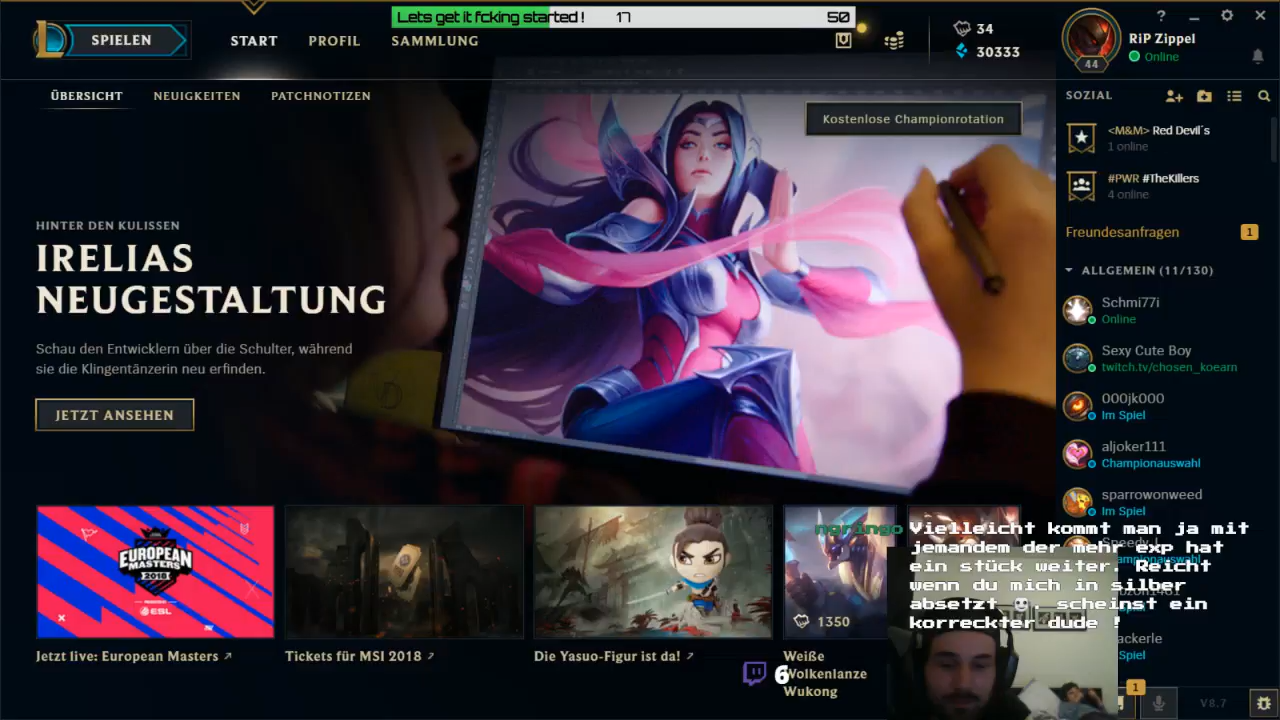 Lets get it fcking started ! 17 50
SPIELEN
START PROFIL SAMMLUNG
34
30333
?
RiP Zippel
Online
44
ÜBERSICHT NEUIGKEITEN PATCHNOTIZEN
SOZIAL
Kostenlose Championrotation
<M&M> Red Devil´s
1 online
#PWR #TheKillers
4 online
Freundesanfragen 1
ALLGEMEIN (11/130)
Schmi77i
Online
Sexy Cute Boy
twitch.tv/chosen_koearn
000jk000
Im Spiel
aljoker111
Championauswahl
sparrowonweed
Im Spiel
HINTER DEN KULISSEN
IRELIAS
NEUGESTALTUNG
Schau den Entwicklern über die Schulter, während
sie die Klingentänzerin neu erfinden.
JETZT ANSEHEN
EUROPEAN
MASTERS
2018
ESL
Jetzt live: European Masters
Tickets für MSI 2018
Die Yasuo-Figur ist da!
1350
Weiße
Wolkenlanze
Wukong
6
ngringo Vielleicht kommt man ja mit
jemandem der mehr exp hat
ein stück weiter. Reicht
wenn du mich in silber
absetzt , scheinst ein
korreckter dude !
ackerle
Spiel
1
V8.7